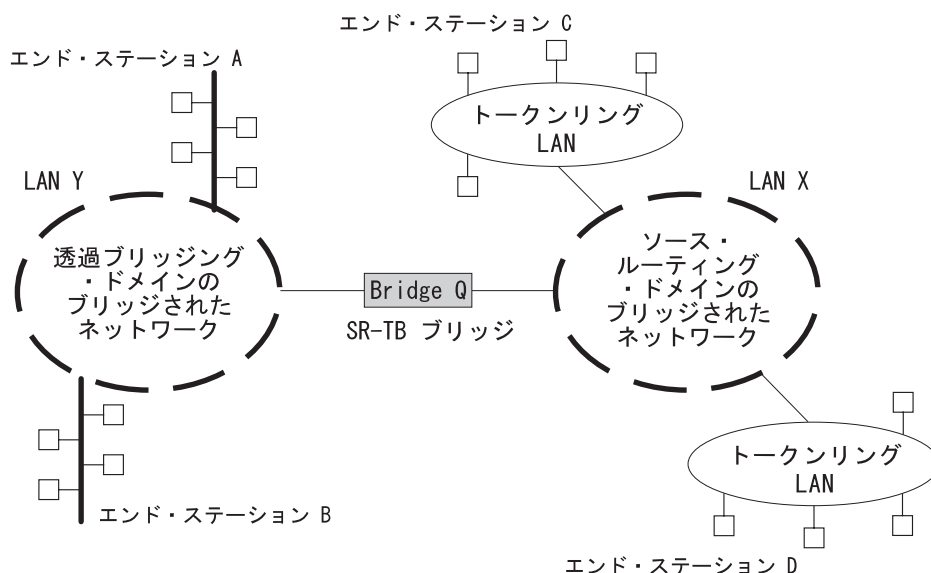 エンド・ステーション C
エンド・ステーション A
トークンリング
LAN
LAN Y
LAN X
透過ブリッジング
・ドメインの
ブリッジされた
ネットワーク
Bridge Q
SR-TB ブリッジ
ソース・
ルーティング
・ドメインの
ブリッジされた
ネットワーク
トークンリング
LAN
エンド・ステーション B
エンド・ステーション D